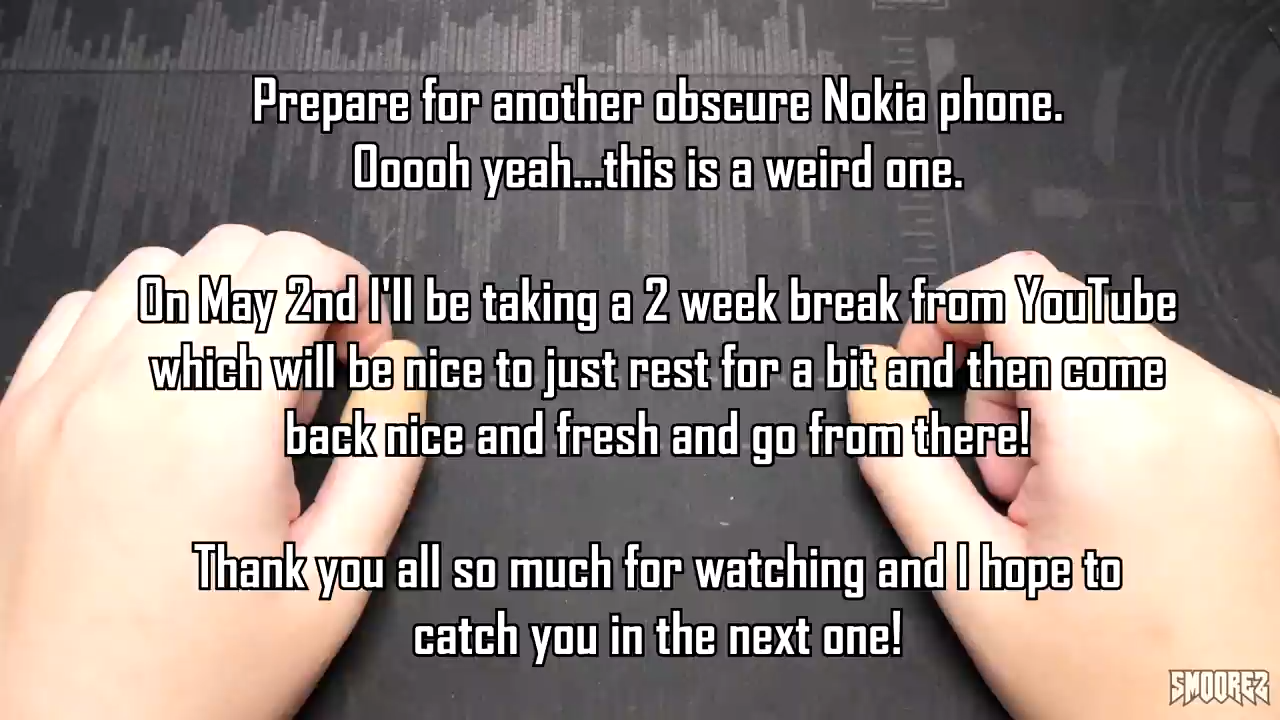 Prepare for another obscure Nokia phone.
Ooooh yeah...this is a weird one.
On May 2nd I'll be taking a 2 week break from YouTube
which will be nice to just rest for a bit and then come
back nice and fresh and go from there!
Thank you all so much for watching and I hope to
catch you in the next one!
SMOOREZ